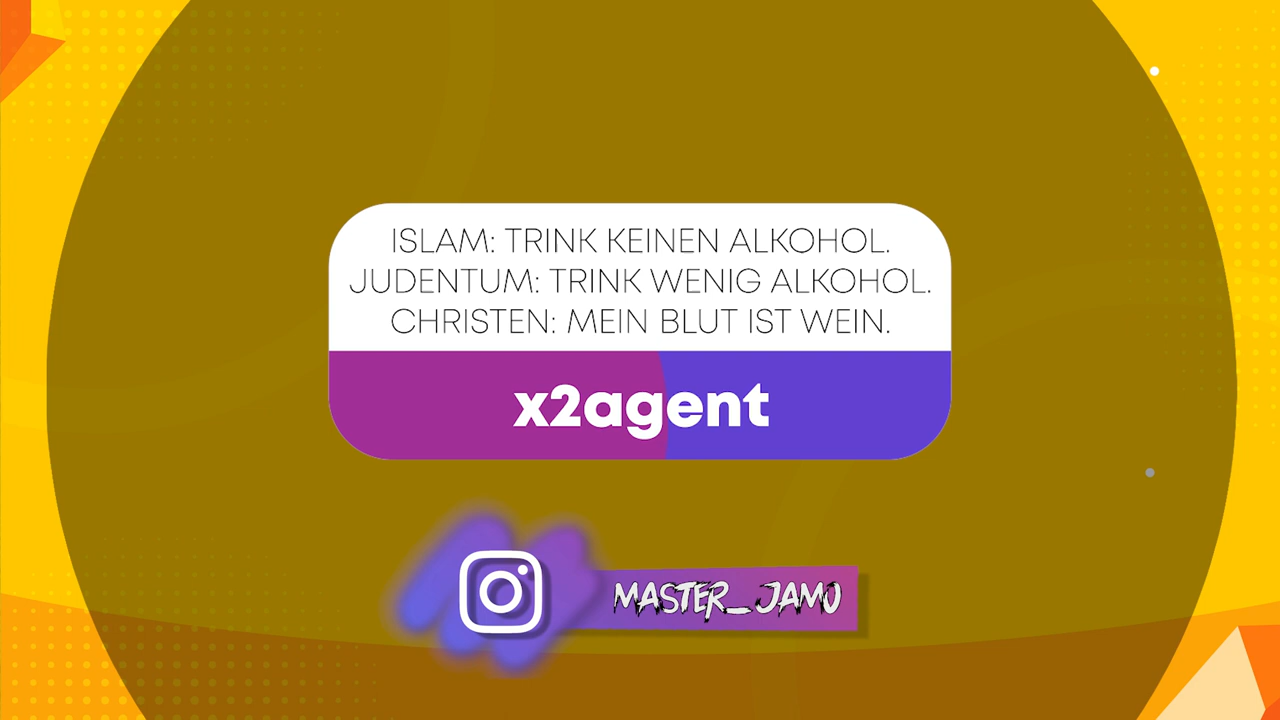 ISLAM: TRINK KEINEN ALKOHOL.
JUDENTUM: TRINK WENIG ALKOHOL.
CHRISTEN: MEIN BLUT IST WEIN.
x2agent
MASTER_JAMO